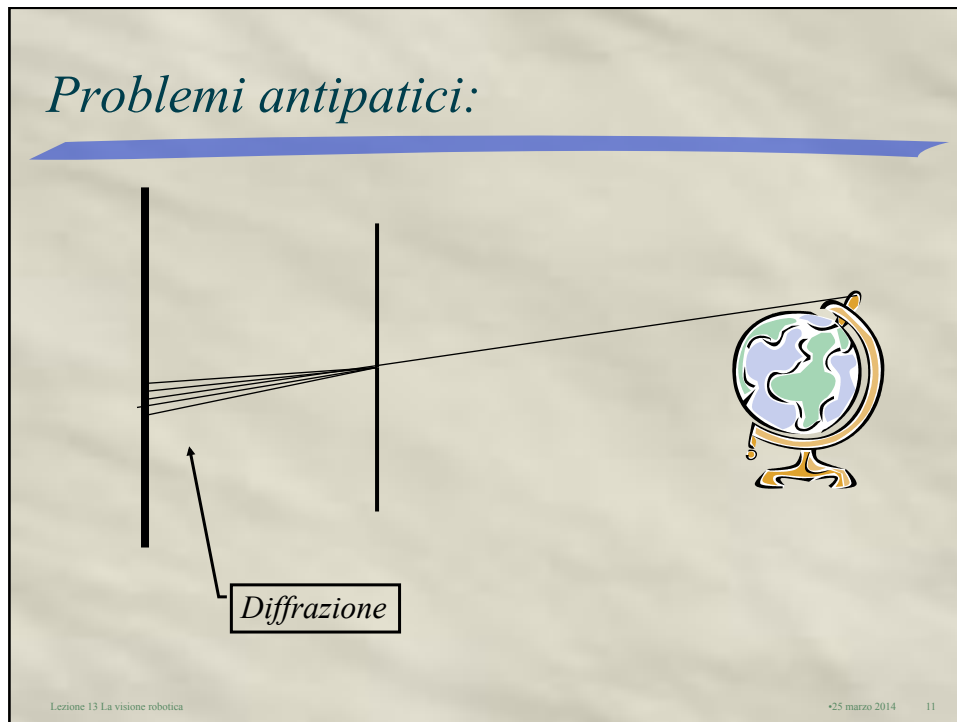 Problemi antipatici:
Diffrazione
Lezione 13 La visione robotica
•25 marzo 2014 11